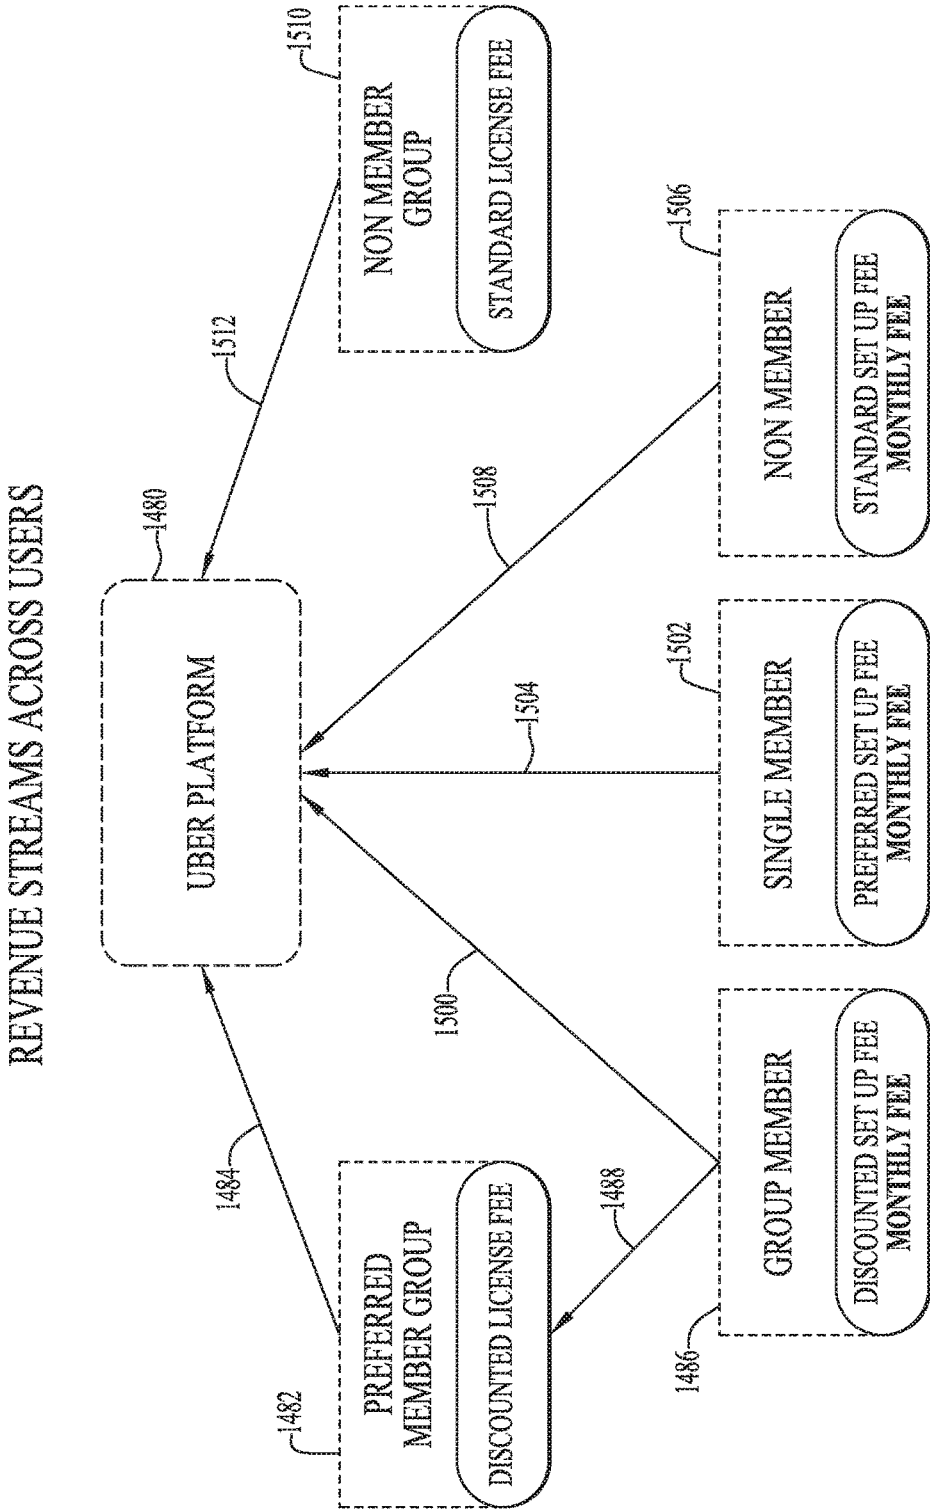 REVENUE STREAMS ACROSS USERS
1480
UBER PLATFORM
1484
1512
1482
PREFERRED
MEMBER GROUP
DISCOUNTED LICENSE FEE
1510
NON MEMBER
GROUP
STANDARD LICENSE FEE
1488
1500
1504
1508
1486
GROUP MEMBER
DISCOUNTED SET UP FEE
MONTHLY FEE
1502
SINGLE MEMBER
PREFERRED SET UP FEE
MONTHLY FEE
1506
NON MEMBER
STANDARD SET UP FEE
MONTHLY FEE